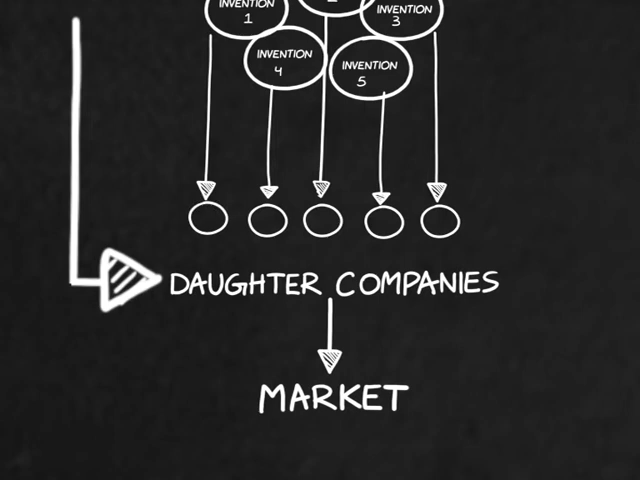 INVENTION
1
INVENTION
3
INVENTION
4
INVENTION
5
DAUGHTER COMPANIES
MARKET